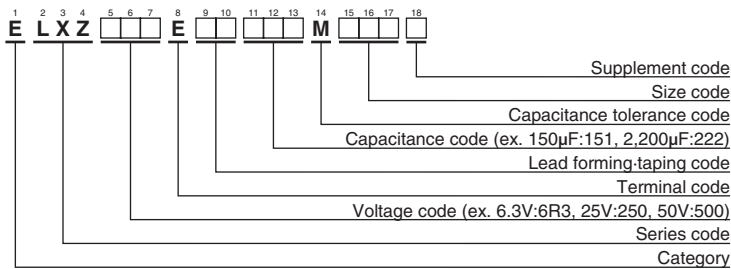 1 2 3 4 5 6 7 8 9 10 11 12 13 14 15 16 17 18
E L X Z □□□ E □□ □□□ M □□□ □
Supplement code
Size code
Capacitance tolerance code
Capacitance code (ex. 150µF:151, 2,200µF:222)
Lead forming·taping code
Terminal code
Voltage code (ex. 6.3V:6R3, 25V:250, 50V:500)
Series code
Category